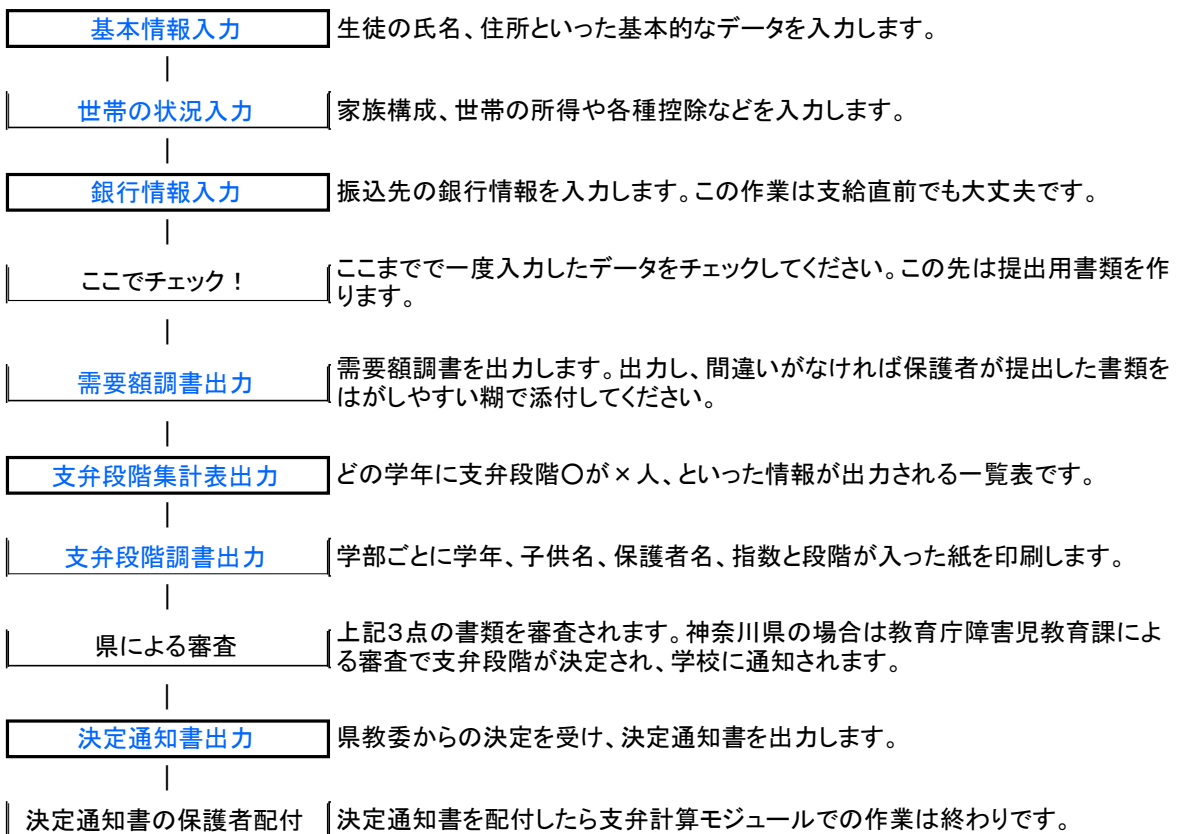 基本情報入力 生徒の氏名、住所といった基本的なデータを入力します。
世帯の状況入力 家族構成、世帯の所得や各種控除などを入力します。
銀行情報入力 振込先の銀行情報を入力します。この作業は支給直前でも大丈夫です。
ここでチェック！ ここまでで一度入力したデータをチェックしてください。この先は提出用書類を作
ります。
需要額調書出力 需要額調書を出力します。出力し、間違いがなければ保護者が提出した書類を
はがしやすい糊で添付してください。
支弁段階集計表出力 どの学年に支弁段階〇が×人、といった情報が出力される一覧表です。
支弁段階調書出力 学部ごとに学年、子供名、保護者名、指数と段階が入った紙を印刷します。
県による審査 上記３点の書類を審査されます。神奈川県の場合は教育庁障害児教育課によ
る審査で支弁段階が決定され、学校に通知されます。
決定通知書出力 県教委からの決定を受け、決定通知書を出力します。
決定通知書の保護者配付 決定通知書を配付したら支弁計算モジュールでの作業は終わりです。